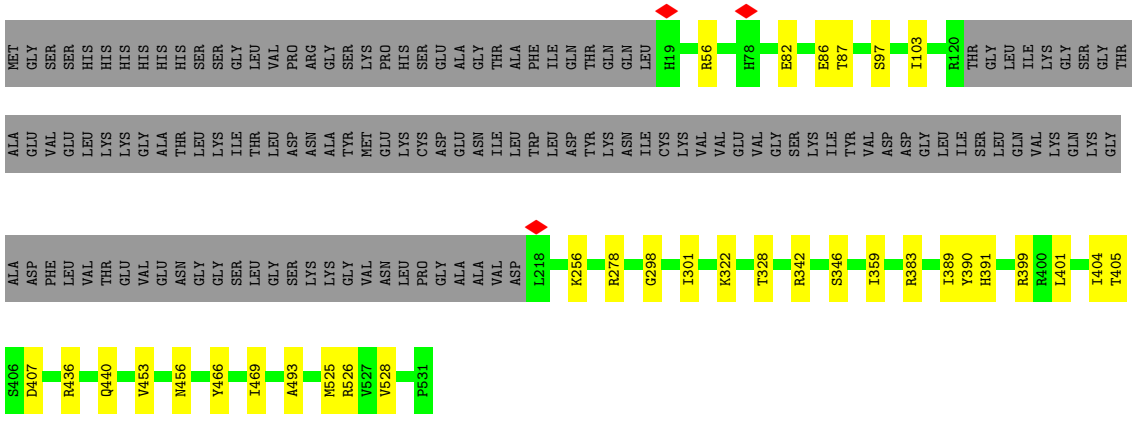 MET GLY SER SER HIS HIS HIS HIS HIS HIS SER SER GLY LEU VAL PRO ARG GLY SER LYS PRO HIS SER GLU ALA GLY THR ALA PHE ILE GLN THR GLN GLN LEU H19 R56 H78 E82 E86 T87 S97 I103 R120 THR GLY LEU ILE LYS GLY SER GLY THR
ALA GLU VAL GLU LEU LYS LYS GLY ALA THR LEU LYS ILE THR LEU ASP ASN ALA TYR MET GLU LYS CYS ASP GLU ASN ILE LEU TRP LEU ASP TYR LYS ASN ILE CYS LYS VAL VAL GLU VAL GLY SER LYS ILE TYR VAL ASP ASP GLY LEU ILE SER LEU GLN VAL LYS GLN LYS GLY
ALA ASP PHE LEU VAL THR GLU VAL GLU ASN GLY GLY SER LEU GLY SER LYS LYS GLY VAL ASN LEU PRO GLY ALA ALA VAL ASP L218 K256 R278 G298 I301 K322 T328 R342 S346 I359 R383 I389 Y390 H391 R399 R400 L401 I404 T405
S406 D407 R436 Q440 V453 N456 Y466 I469 A493 M525 R526 V527 V528 P531